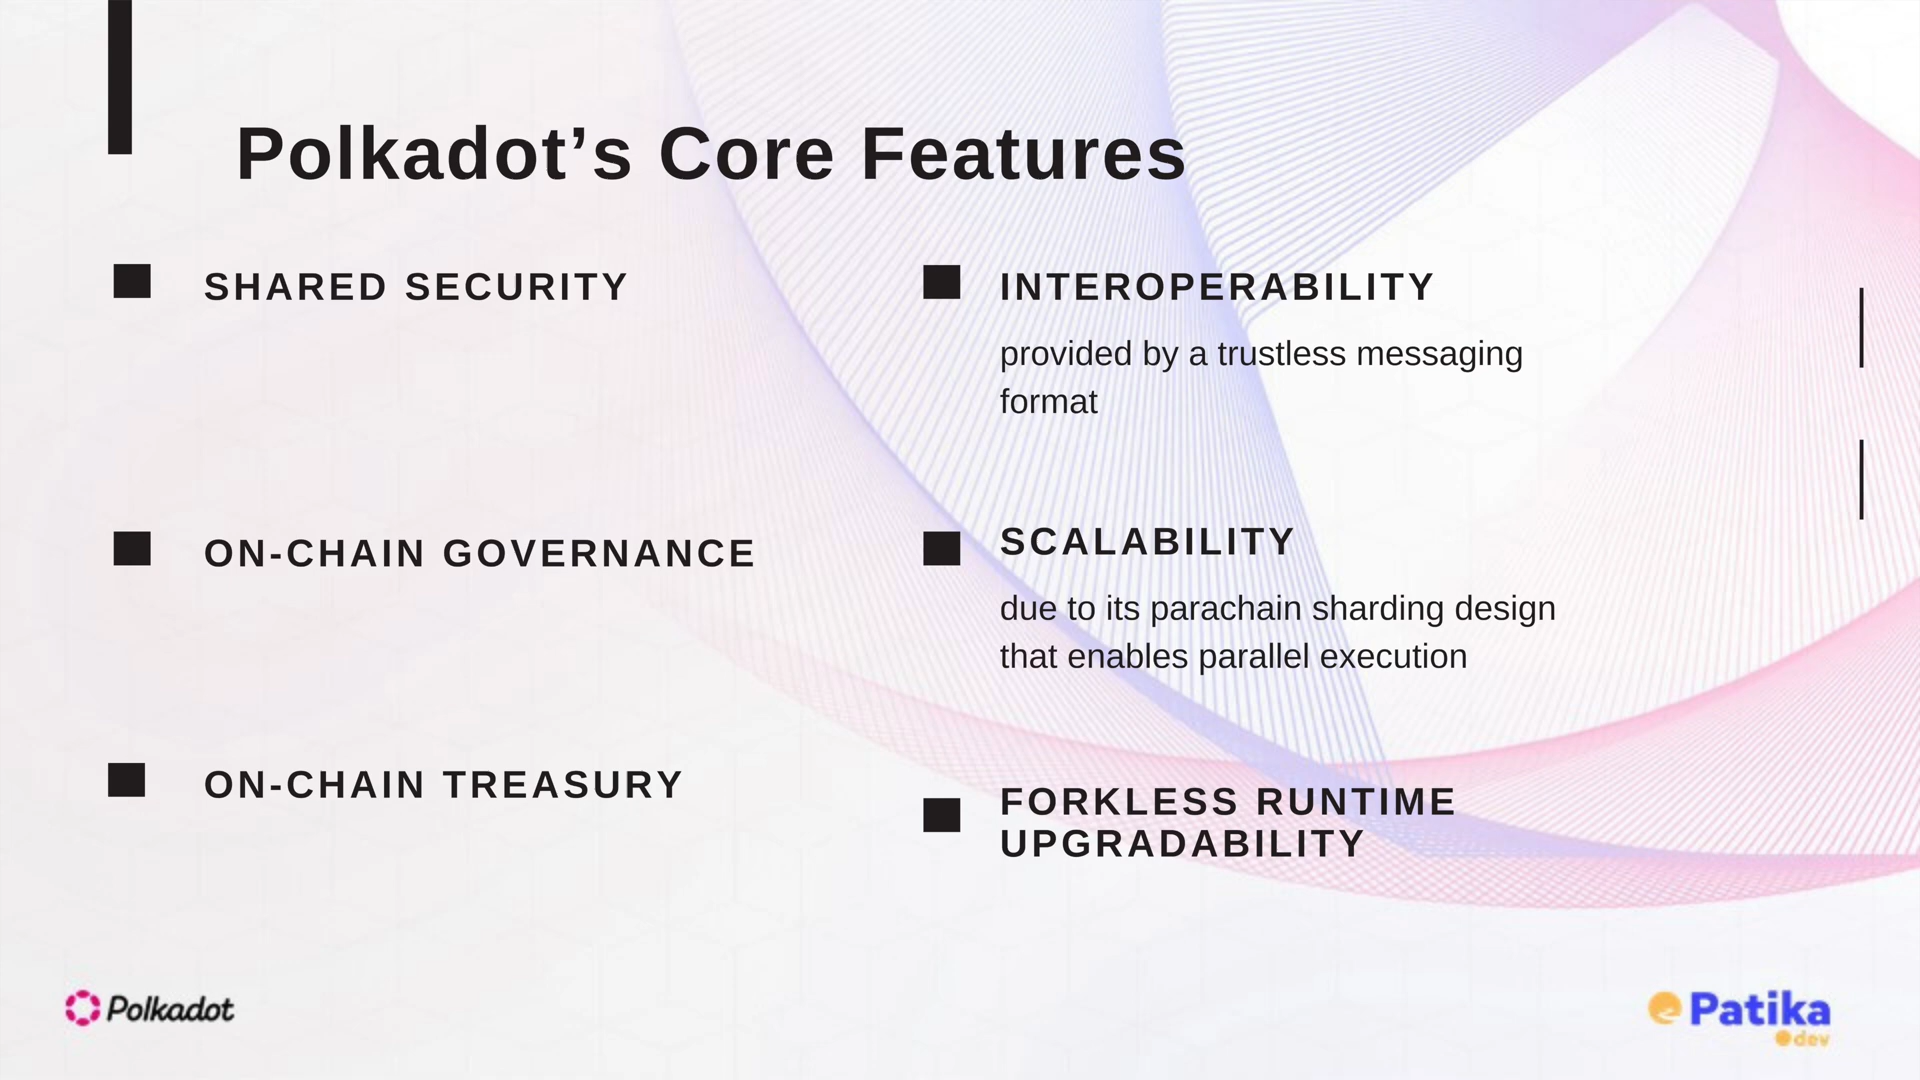 Polkadot’s Core Features
SHARED SECURITY
ON-CHAIN GOVERNANCE
ON-CHAIN TREASURY
INTEROPERABILITY
provided by a trustless messaging
format
SCALABILITY
due to its parachain sharding design
that enables parallel execution
FORKLESS RUNTIME
UPGRADABILITY
Polkadot
Patika
dev